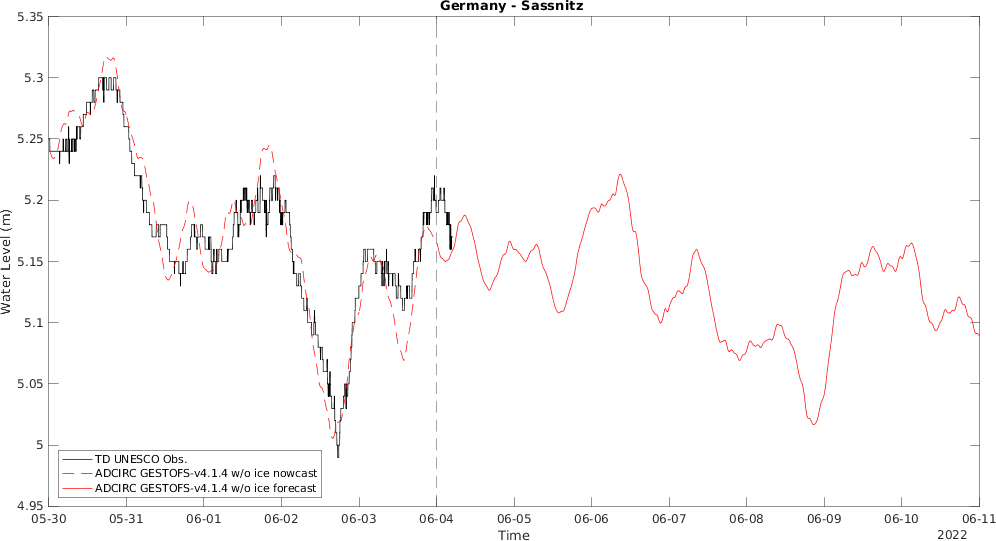 Germany - Sassnitz
5.35
5.3
5.25
5.2
5.15
5.1
5.05
5
4.95
Water Level (m)
TD UNESCO Obs.
ADCIRC GESTOFS-v4.1.4 w/o ice nowcast
ADCIRC GESTOFS-v4.1.4 w/o ice forecast
05-30 05-31 06-01 06-02 06-03 06-04 06-05 06-06 06-07 06-08 06-09 06-10 06-11
Time
2022